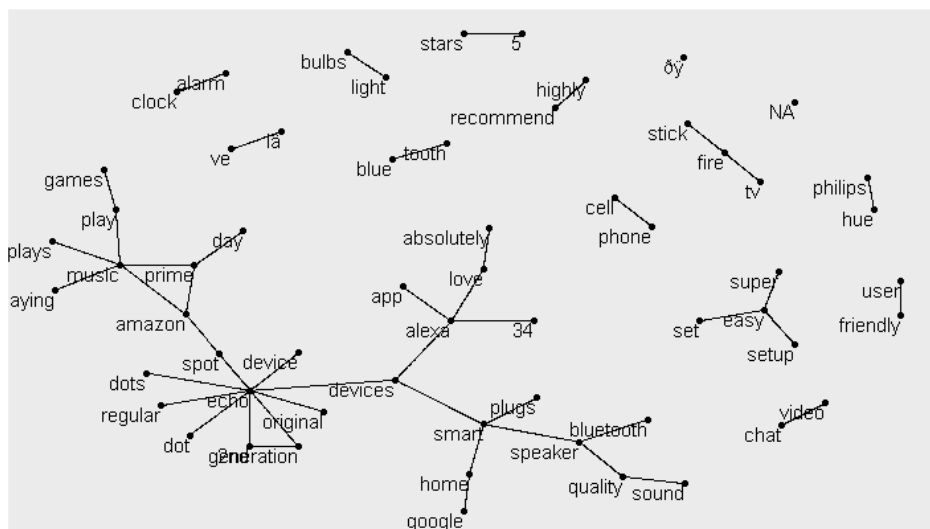 stars 5
bulbs
light
ðÿ
alarm
clock
highly
recommend
NA
stick
ve
la
blue
tooth
fire
games
tv
philips
cell
hue
play
phone
day
absolutely
plays
music
prime
love
super
aying
app
user
amazon
alexa
34
set
easy
friendly
setup
spot
device
dots
echo
devices
regular
original
plugs
video
dot
smart
bluetooth
chat
speaker
generation
home
quality
sound
google